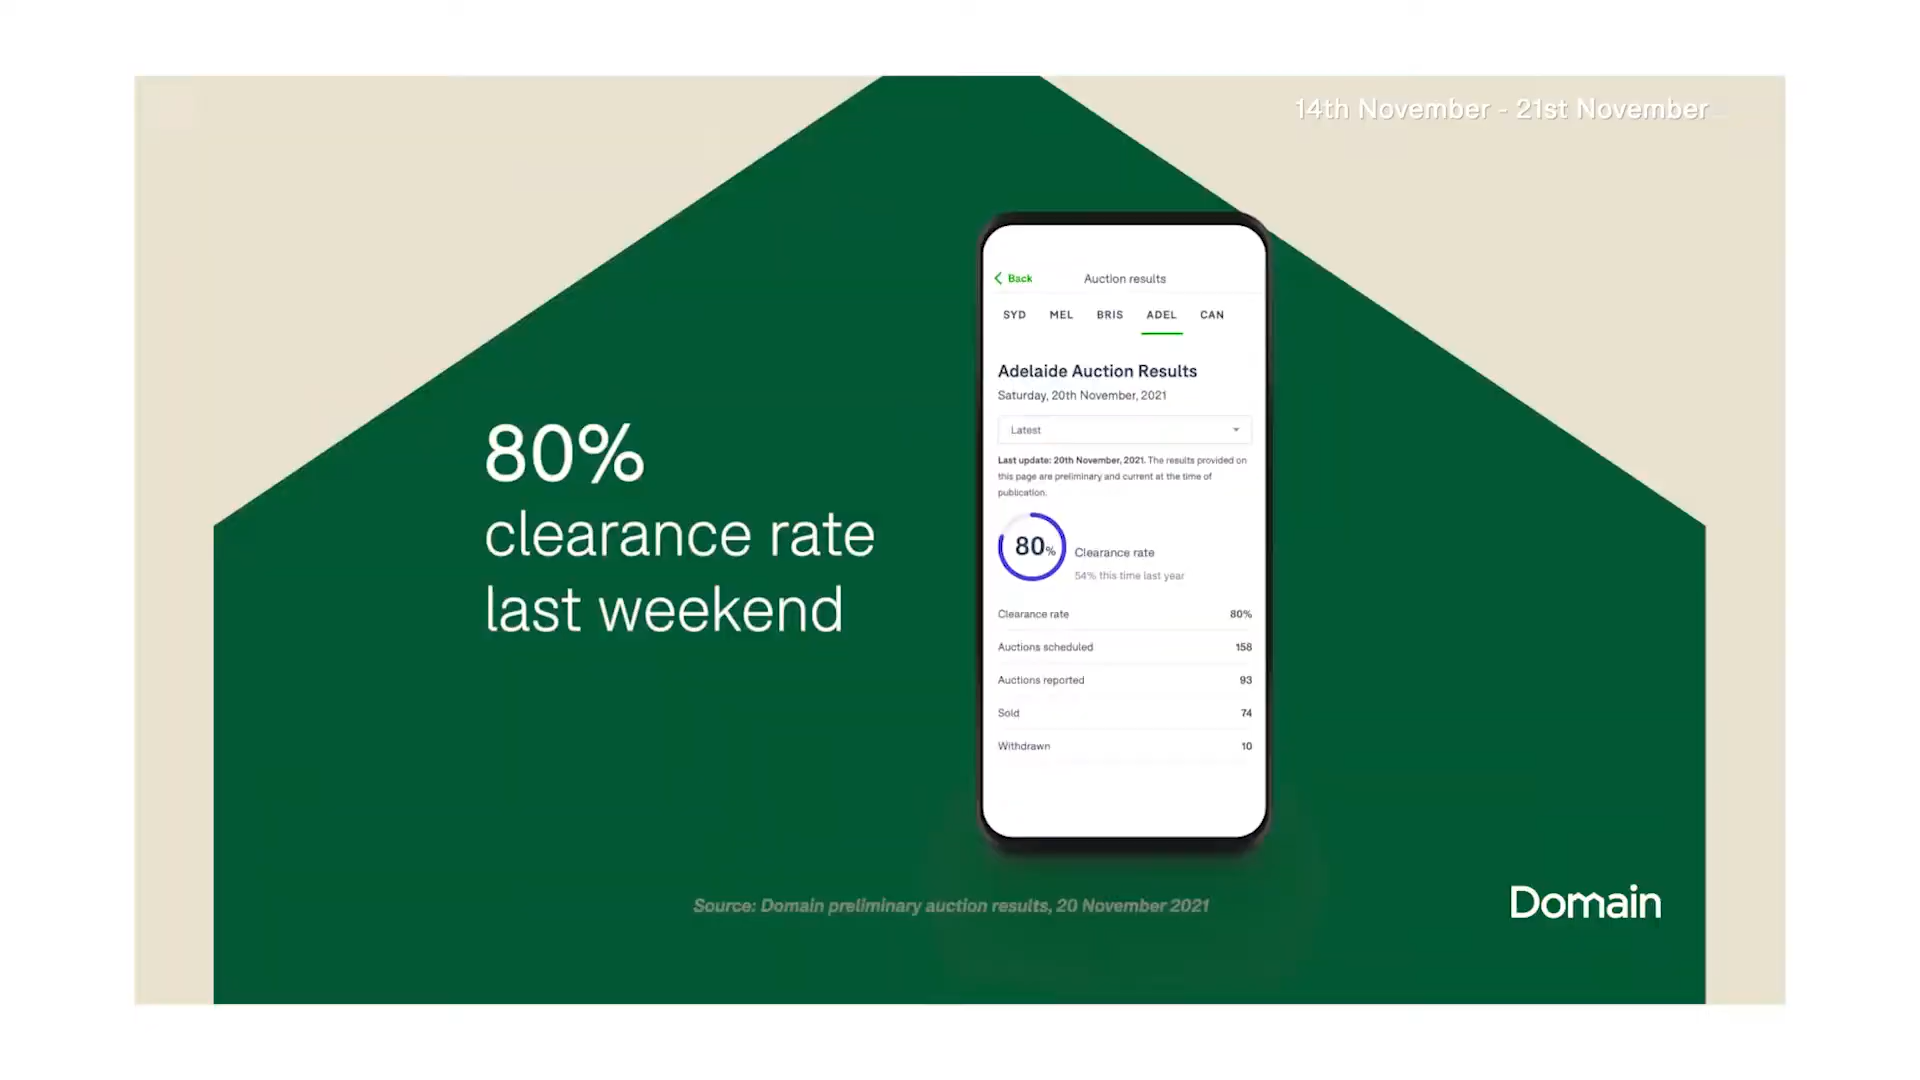 14th November - 21st November
80%
clearance rate
last weekend
Back
Auction results
SYD MEL BRIS ADEL CAN
Adelaide Auction Results
Saturday, 20th November, 2021
Latest
Last update: 20th November, 2021. The results provided on
this page are preliminary and current at the time of
publication.
80%
Clearance rate
54% this time last year
Clearance rate 80%
Auctions scheduled 158
Auctions reported 93
Sold 74
Withdrawn 10
Source: Domain preliminary auction results, 20 November 2021
Domain